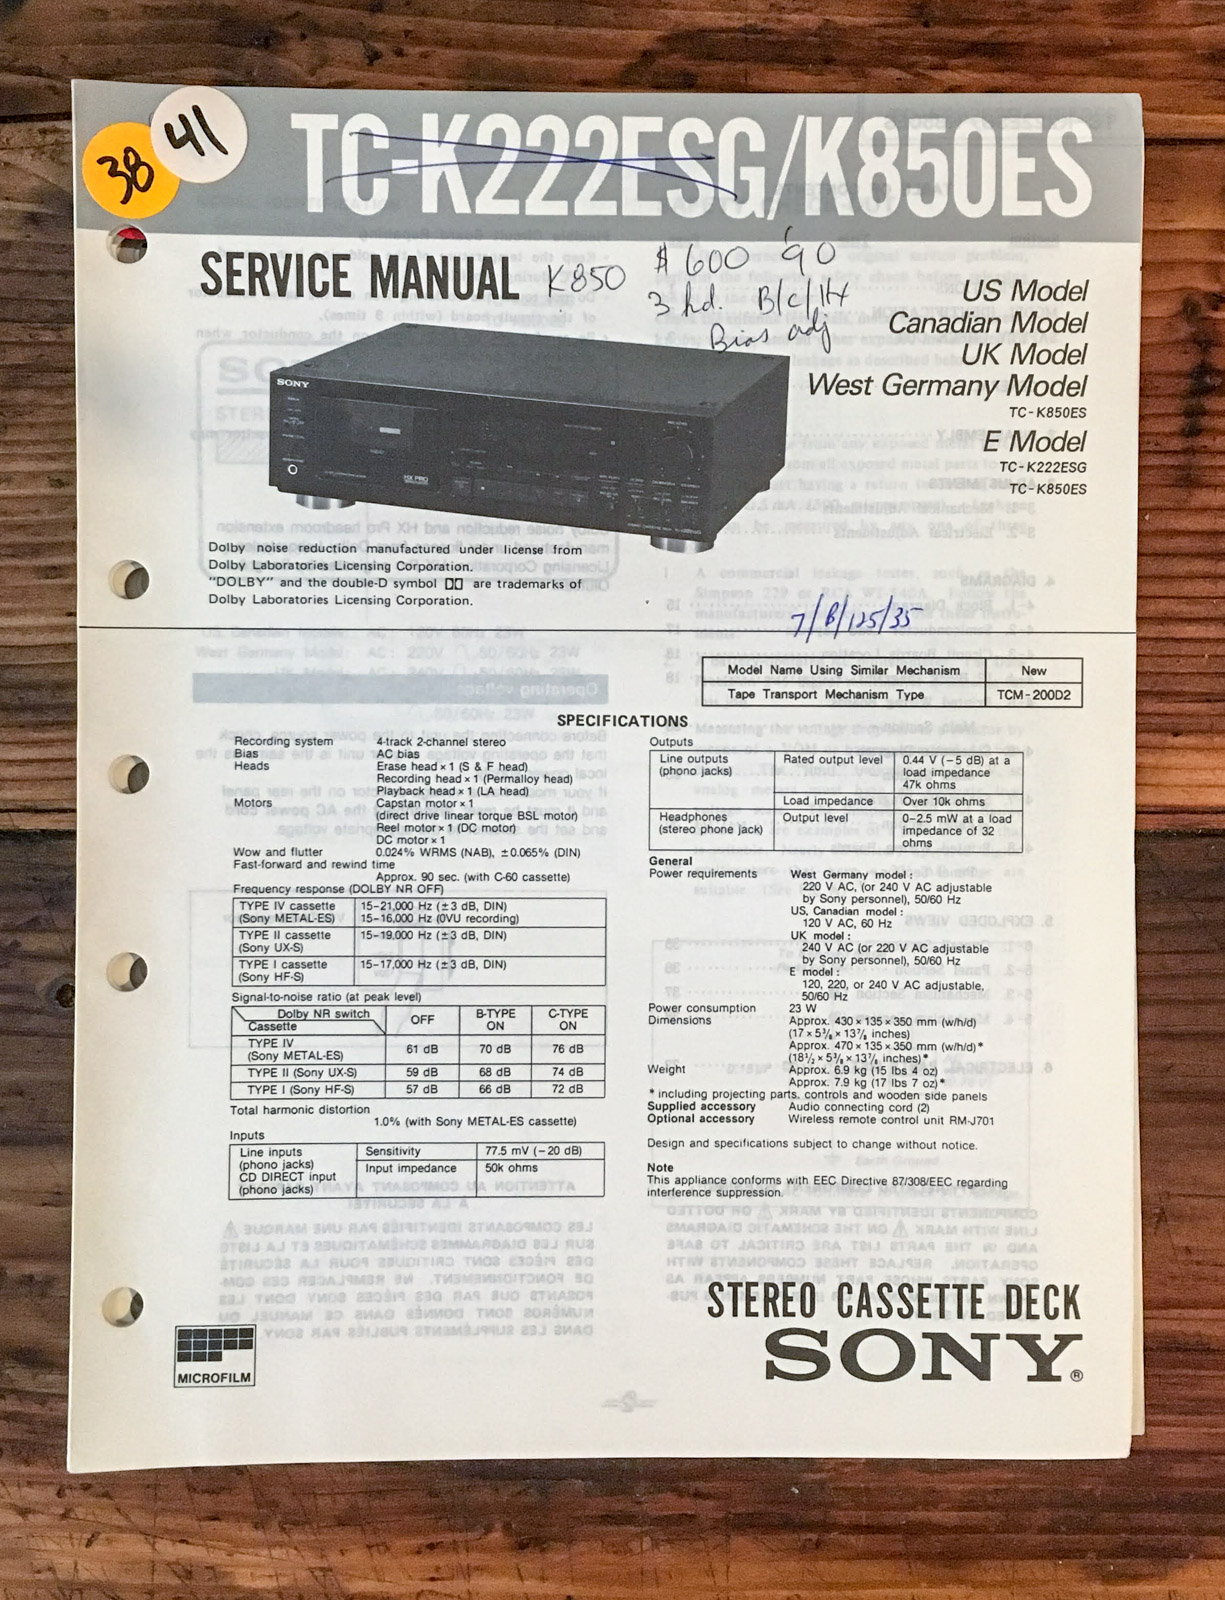 38
41
TC-K222ESG/K850ES
SERVICE MANUAL
K850
$600 '90
3 hd. B/C/HX
Bias adj
US Model
Canadian Model
UK Model
West Germany Model
TC-K850ES
E Model
TC-K222ESG
TC-K850ES
SONY
HX PRO
Dolby noise reduction manufactured under license from
Dolby Laboratories Licensing Corporation.
"DOLBY" and the double-D symbol are trademarks of
Dolby Laboratories Licensing Corporation.
7/B/125/35
Model Name Using Similar Mechanism New
Tape Transport Mechanism Type TCM-200D2
SPECIFICATIONS
Recording system 4-track 2-channel stereo
Bias AC bias
Heads Erase head×1 (S & F head)
Recording head×1 (Permalloy head)
Playback head×1 (LA head)
Motors Capstan motor×1
(direct drive linear torque BSL motor)
Reel motor×1 (DC motor)
DC motor×1
Wow and flutter 0.024% WRMS (NAB), ±0.065% (DIN)
Fast-forward and rewind time
Approx. 90 sec. (with C-60 cassette)
Frequency response (DOLBY NR OFF)
TYPE IV cassette 15-21,000 Hz (±3 dB, DIN)
(Sony METAL-ES) 15-16,000 Hz (0VU recording)
TYPE II cassette 15-19,000 Hz (±3 dB, DIN)
(Sony UX-S)
TYPE I cassette 15-17,000 Hz (±3 dB, DIN)
(Sony HF-S)
Signal-to-noise ratio (at peak level)
Dolby NR switch OFF B-TYPE ON C-TYPE ON
Cassette
TYPE IV
(Sony METAL-ES) 61 dB 70 dB 76 dB
TYPE II (Sony UX-S) 59 dB 68 dB 74 dB
TYPE I (Sony HF-S) 57 dB 66 dB 72 dB
Total harmonic distortion
1.0% (with Sony METAL-ES cassette)
Inputs
Line inputs Sensitivity 77.5 mV (-20 dB)
(phono jacks) Input impedance 50k ohms
CD DIRECT input
(phono jacks)
Outputs
Line outputs Rated output level 0.44 V (-5 dB) at a
(phono jacks) load impedance
47k ohms
Load impedance Over 10k ohms
Headphones Output level 0-2.5 mW at a load
(stereo phone jack) impedance of 32
ohms
General
Power requirements West Germany model:
220 V AC, (or 240 V AC adjustable
by Sony personnel), 50/60 Hz
US, Canadian model:
120 V AC, 60 Hz
UK model:
240 V AC (or 220 V AC adjustable
by Sony personnel), 50/60 Hz
E model:
120, 220, or 240 V AC adjustable,
50/60 Hz
Power consumption 23 W
Dimensions Approx. 430×135×350 mm (w/h/d)
(17×5 3/8×13 7/8 inches)
Approx. 470×135×350 mm (w/h/d)*
(18 1/2×5 3/8×13 7/8 inches)*
Weight Approx. 6.9 kg (15 lbs 4 oz)
Approx. 7.9 kg (17 lbs 7 oz)*
* including projecting parts, controls and wooden side panels
Supplied accessory Audio connecting cord (2)
Optional accessory Wireless remote control unit RM-J701
Design and specifications subject to change without notice.
Note
This appliance conforms with EEC Directive 87/308/EEC regarding
interference suppression.
STEREO CASSETTE DECK
SONY®
MICROFILM